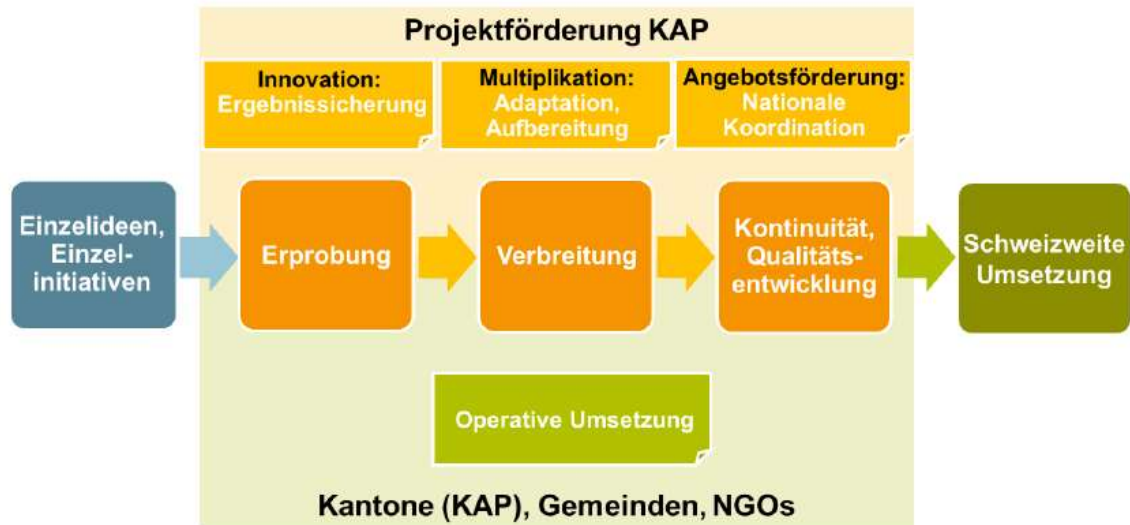 Projektförderung KAP
Innovation:
Ergebnissicherung
Multiplikation:
Adaptation,
Aufbereitung
Angebotsförderung:
Nationale
Koordination
Einzelideen,
Einzel-
initiativen
Erprobung
Verbreitung
Kontinuität,
Qualitäts-
entwicklung
Schweizweite
Umsetzung
Operative Umsetzung
Kantone (KAP), Gemeinden, NGOs